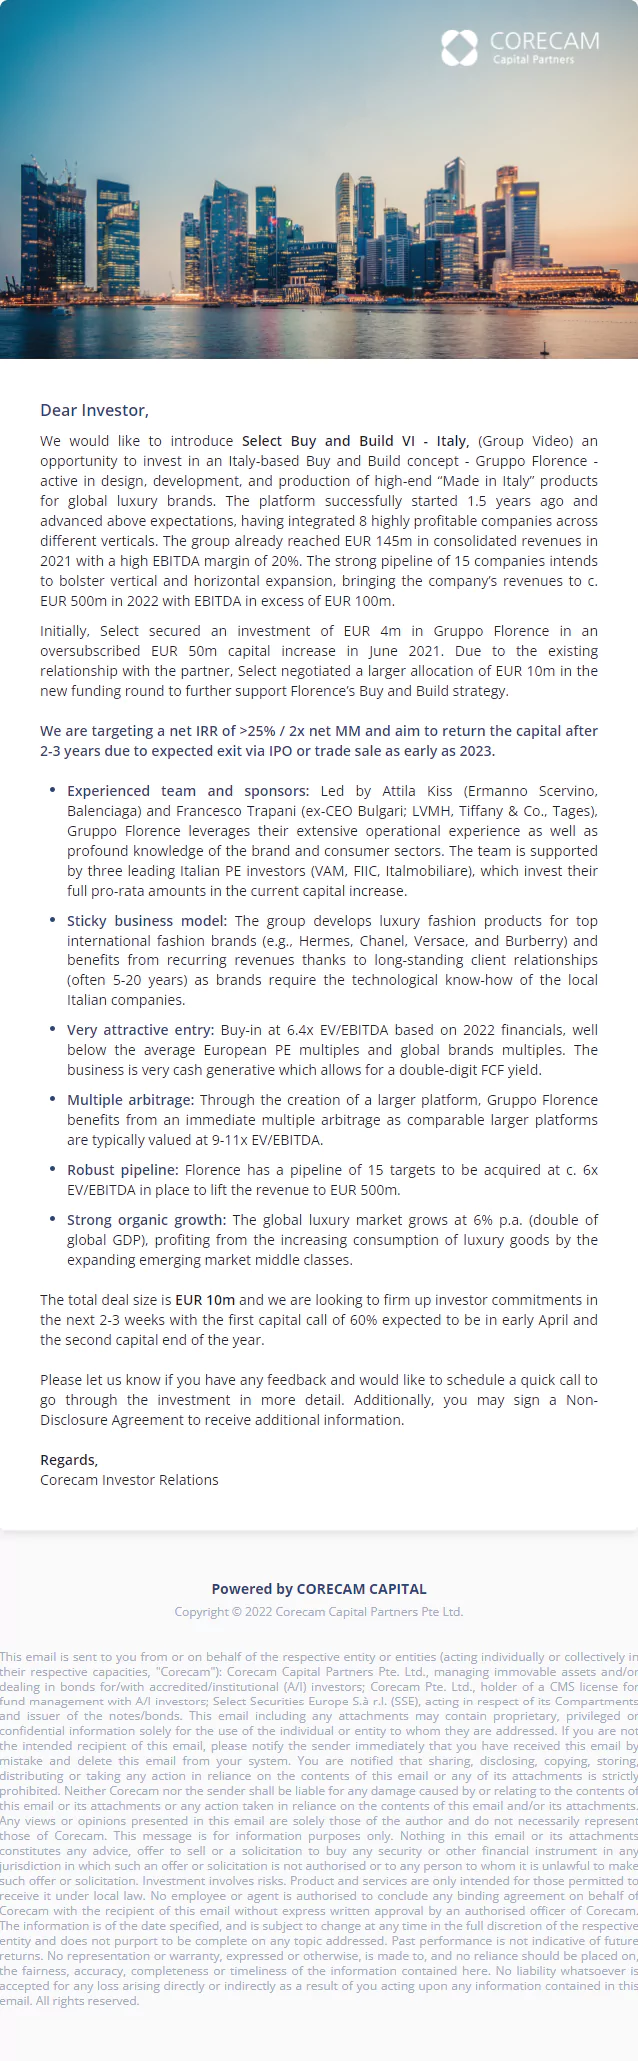 CORECAM
Capital Partners
Dear Investor,
We would like to introduce Select Buy and Build VI - Italy, (Group Video) an
opportunity to invest in an Italy-based Buy and Build concept - Gruppo Florence -
active in design, development, and production of high-end “Made in Italy” products
for global luxury brands. The platform successfully started 1.5 years ago and
advanced above expectations, having integrated 8 highly profitable companies across
different verticals. The group already reached EUR 145m in consolidated revenues in
2021 with a high EBITDA margin of 20%. The strong pipeline of 15 companies intends
to bolster vertical and horizontal expansion, bringing the company’s revenues to c.
EUR 500m in 2022 with EBITDA in excess of EUR 100m.
Initially, Select secured an investment of EUR 4m in Gruppo Florence in an
oversubscribed EUR 50m capital increase in June 2021. Due to the existing
relationship with the partner, Select negotiated a larger allocation of EUR 10m in the
new funding round to further support Florence’s Buy and Build strategy.
We are targeting a net IRR of >25% / 2x net MM and aim to return the capital after
2-3 years due to expected exit via IPO or trade sale as early as 2023.
• Experienced team and sponsors: Led by Attila Kiss (Ermanno Scervino,
Balenciaga) and Francesco Trapani (ex-CEO Bulgari; LVMH, Tiffany & Co., Tages),
Gruppo Florence leverages their extensive operational experience as well as
profound knowledge of the brand and consumer sectors. The team is supported
by three leading Italian PE investors (VAM, FIIC, Italmobiliare), which invest their
full pro-rata amounts in the current capital increase.
• Sticky business model: The group develops luxury fashion products for top
international fashion brands (e.g., Hermes, Chanel, Versace, and Burberry) and
benefits from recurring revenues thanks to long-standing client relationships
(often 5-20 years) as brands require the technological know-how of the local
Italian companies.
• Very attractive entry: Buy-in at 6.4x EV/EBITDA based on 2022 financials, well
below the average European PE multiples and global brands multiples. The
business is very cash generative which allows for a double-digit FCF yield.
• Multiple arbitrage: Through the creation of a larger platform, Gruppo Florence
benefits from an immediate multiple arbitrage as comparable larger platforms
are typically valued at 9-11x EV/EBITDA.
• Robust pipeline: Florence has a pipeline of 15 targets to be acquired at c. 6x
EV/EBITDA in place to lift the revenue to EUR 500m.
• Strong organic growth: The global luxury market grows at 6% p.a. (double of
global GDP), profiting from the increasing consumption of luxury goods by the
expanding emerging market middle classes.
The total deal size is EUR 10m and we are looking to firm up investor commitments in
the next 2-3 weeks with the first capital call of 60% expected to be in early April and
the second capital end of the year.
Please let us know if you have any feedback and would like to schedule a quick call to
go through the investment in more detail. Additionally, you may sign a Non-
Disclosure Agreement to receive additional information.
Regards,
Corecam Investor Relations
Powered by CORECAM CAPITAL
Copyright © 2022 Corecam Capital Partners Pte Ltd.
This email is sent to you from or on behalf of the respective entity or entities (acting individually or collectively in
their respective capacities, "Corecam"): Corecam Capital Partners Pte. Ltd., managing immovable assets and/or
dealing in bonds for/with accredited/institutional (A/I) investors; Corecam Pte. Ltd., holder of a CMS license for
fund management with A/I investors; Select Securities Europe S.à r.l. (SSE), acting in respect of its Compartments
and issuer of the notes/bonds. This email including any attachments may contain proprietary, privileged or
confidential information solely for the use of the individual or entity to whom they are addressed. If you are not
the intended recipient of this email, please notify the sender immediately that you have received this email by
mistake and delete this email from your system. You are notified that sharing, disclosing, copying, storing,
distributing or taking any action in reliance on the contents of this email or any of its attachments is strictly
prohibited. Neither Corecam nor the sender shall be liable for any damage caused by or relating to the contents of
this email or its attachments or any action taken in reliance on the contents of this email and/or its attachments.
Any views or opinions presented in this email are solely those of the author and do not necessarily represent
those of Corecam. This message is for information purposes only. Nothing in this email or its attachments
constitutes any advice, offer to sell or a solicitation to buy any security or other financial instrument in any
jurisdiction in which such an offer or solicitation is not authorised or to any person to whom it is unlawful to make
such offer or solicitation. Investment involves risks. Product and services are only intended for those permitted to
receive it under local law. No employee or agent is authorised to conclude any binding agreement on behalf of
Corecam with the recipient of this email without express written approval by an authorised officer of Corecam.
The information is of the date specified, and is subject to change at any time in the full discretion of the respective
entity and does not purport to be complete on any topic addressed. Past performance is not indicative of future
returns. No representation or warranty, expressed or otherwise, is made to, and no reliance should be placed on,
the fairness, accuracy, completeness or timeliness of the information contained here. No liability whatsoever is
accepted for any loss arising directly or indirectly as a result of you acting upon any information contained in this
email. All rights reserved.